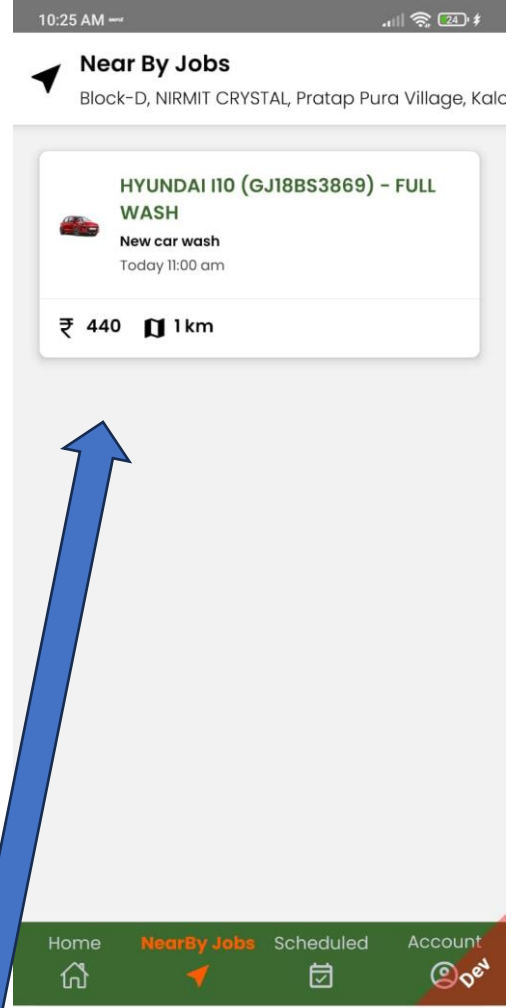 10:25 AM
24
Near By Jobs
Block-D, NIRMIT CRYSTAL, Pratap Pura Village, Kalo
HYUNDAI I10 (GJ18BS3869) - FULL
WASH
New car wash
Today 11:00 am
₹ 440 1 km
Home NearBy Jobs Scheduled Account
Dev